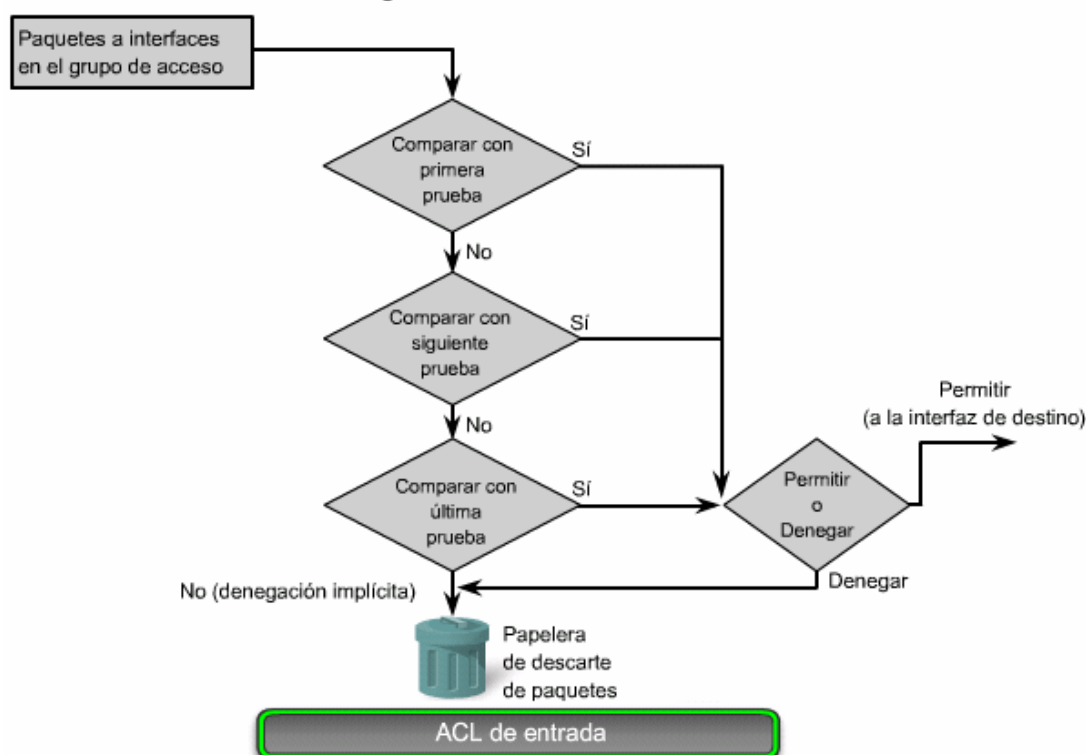 Paquetes a interfaces
en el grupo de acceso
Comparar con
primera
prueba
Sí
No
Comparar con
siguiente
prueba
Sí
No
Comparar con
última
prueba
Sí
Permitir
o
Denegar
Permitir
(a la interfaz de destino)
Denegar
No (denegación implícita)
Papelera
de descarte
de paquetes
ACL de entrada